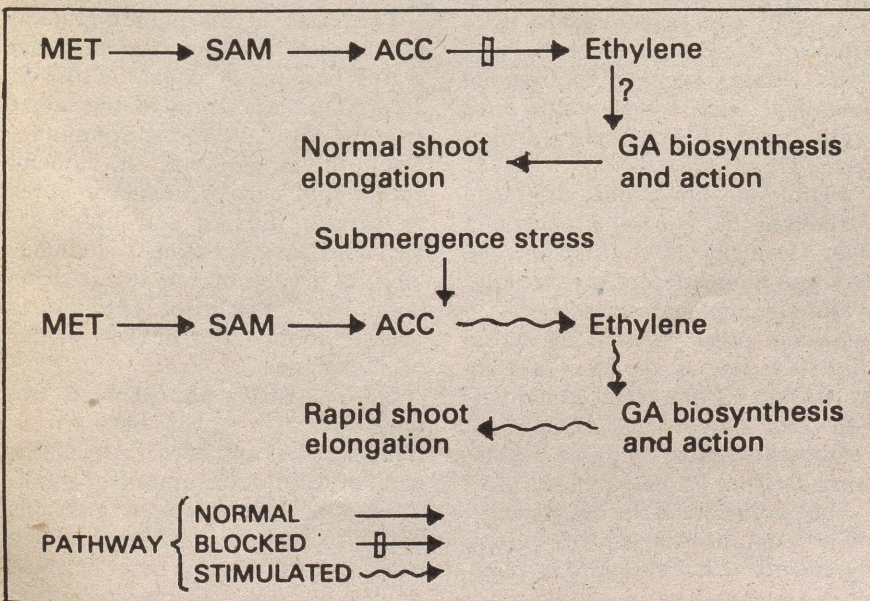 MET SAM ACC Ethylene
?
Normal shoot GA biosynthesis
elongation and action
Submergence stress
MET SAM ACC Ethylene
Rapid shoot GA biosynthesis
elongation and action
NORMAL
PATHWAY BLOCKED
STIMULATED